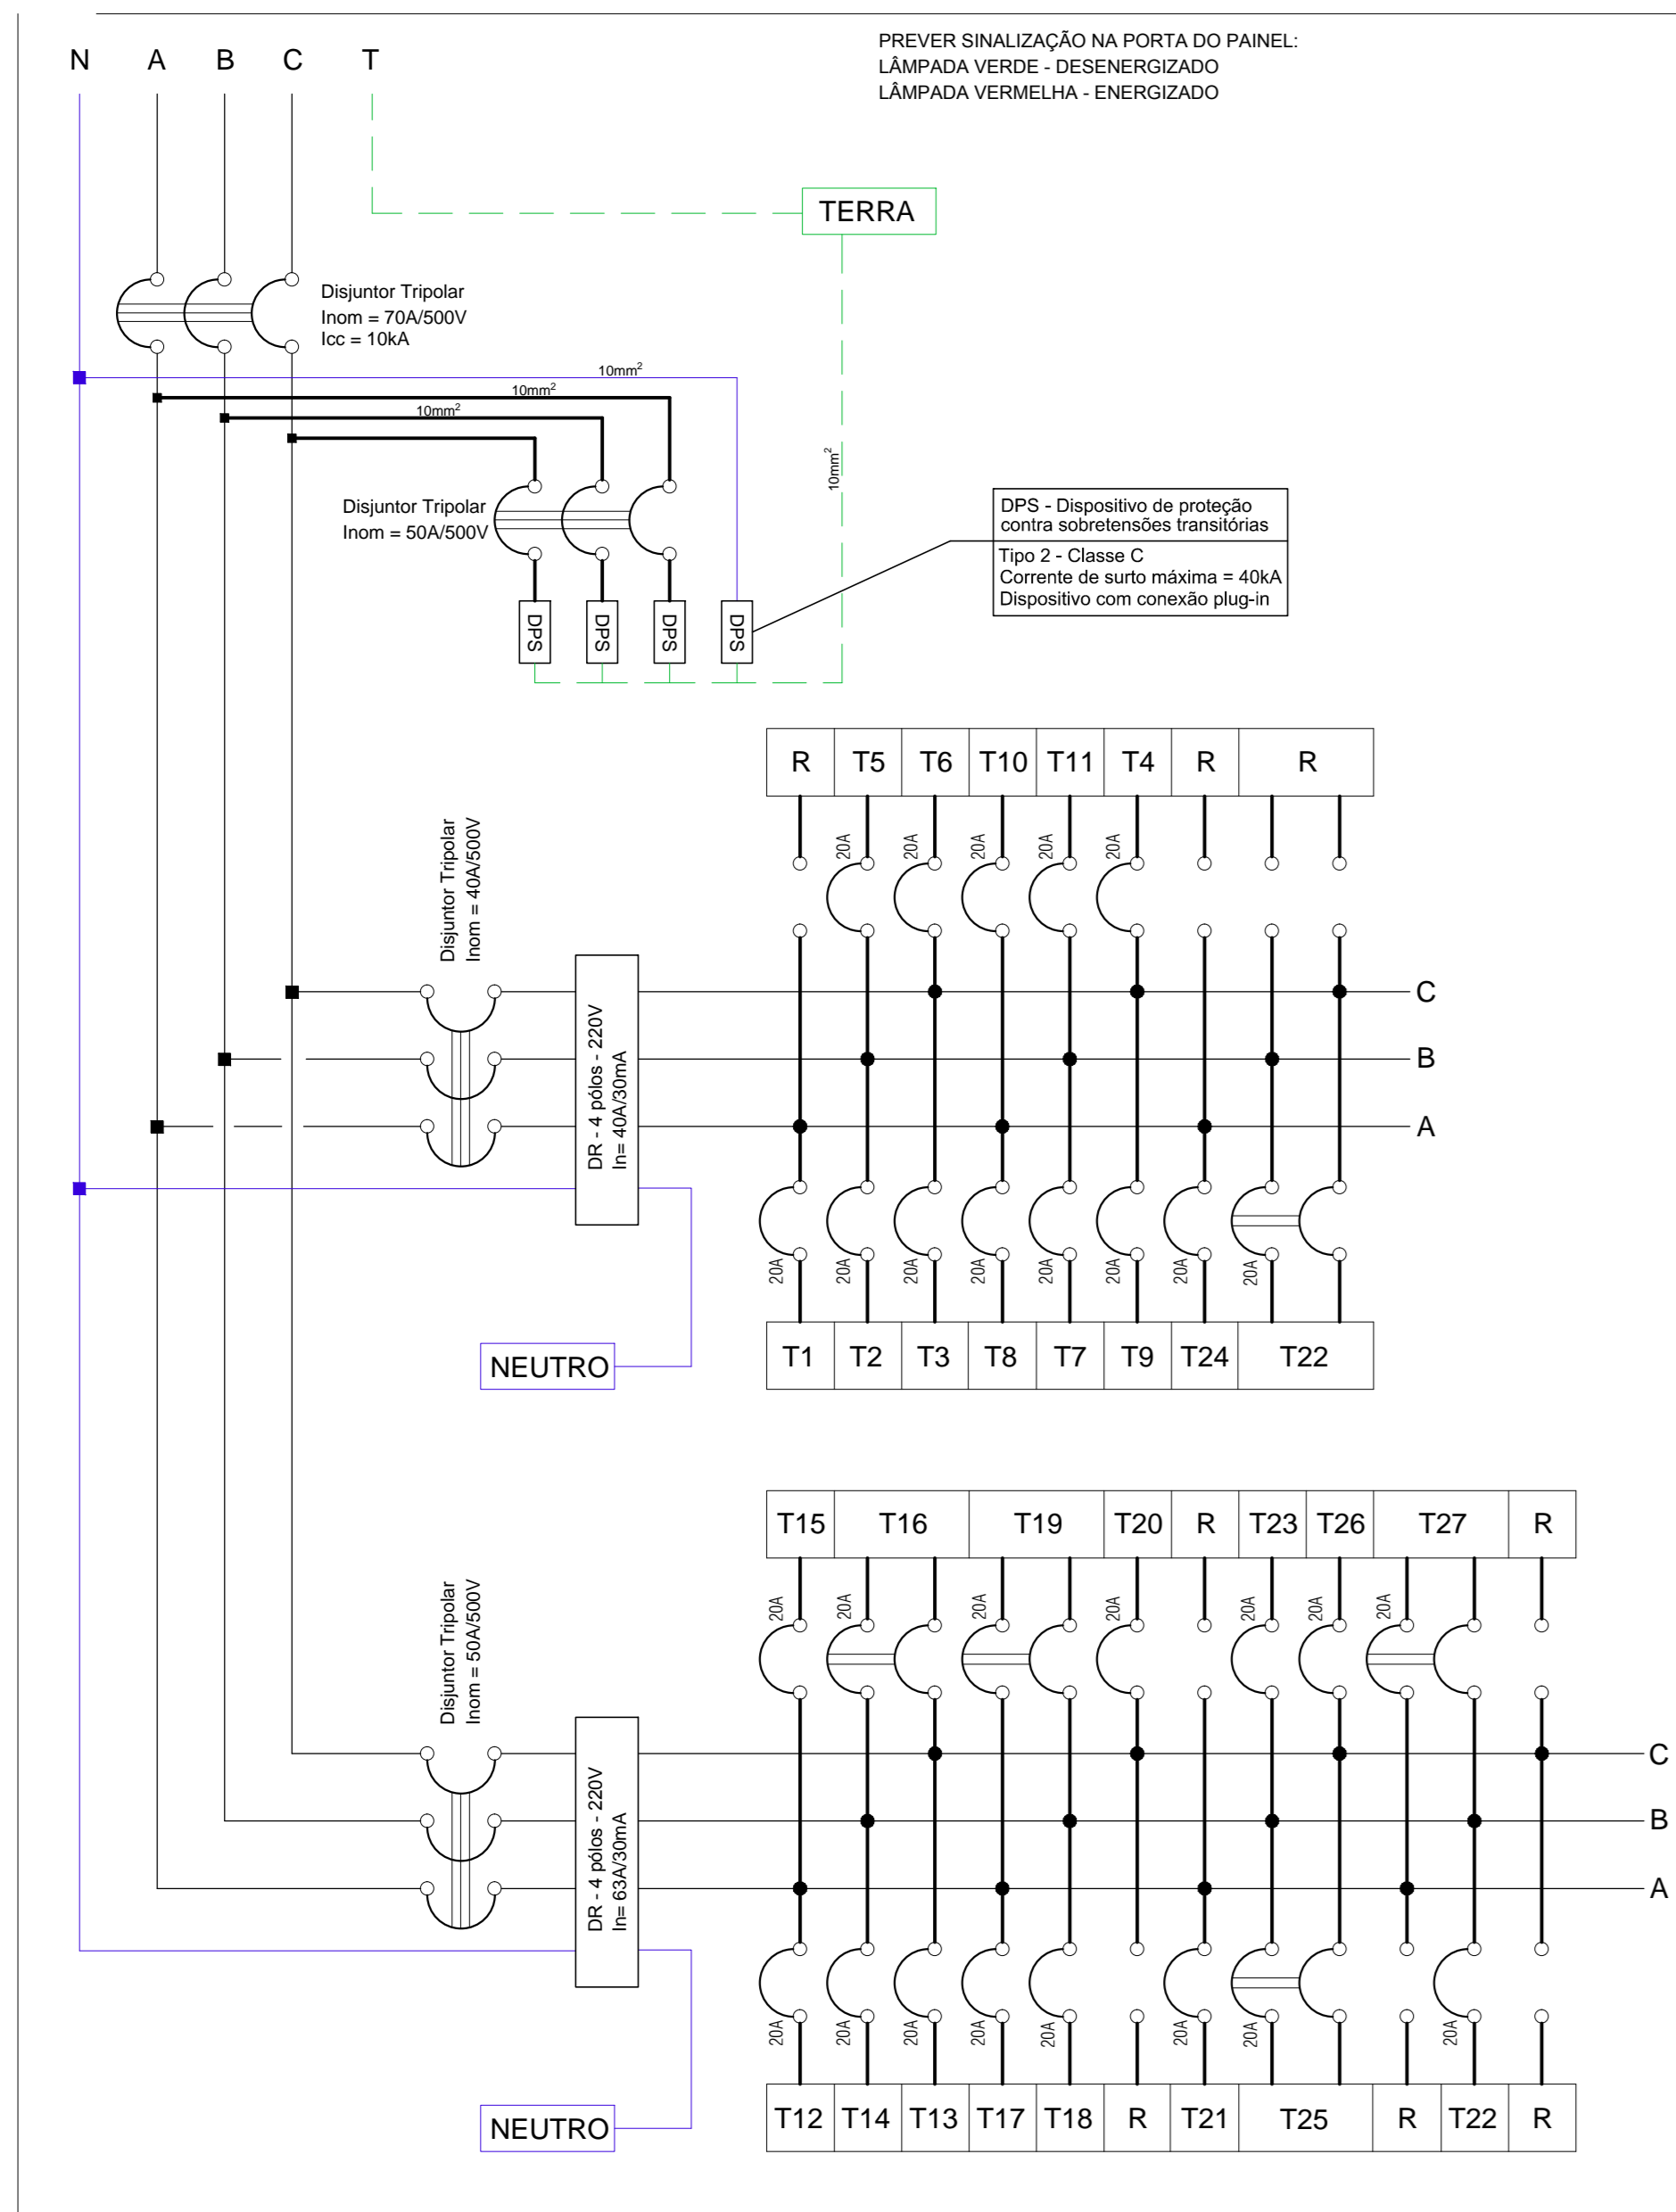 PREVER SINALIZAÇÃO NA PORTA DO PAINEL:
LÂMPADA VERDE - DESENERGIZADO
LÂMPADA VERMELHA - ENERGIZADO
N A B C T
TERRA
Disjuntor Tripolar
Inom = 70A/500V
Icc = 10kA
10mm²
10mm²
10mm²
10mm²
Disjuntor Tripolar
Inom = 50A/500V
DPS - Dispositivo de proteção
contra sobretensões transitórias
Tipo 2 - Classe C
Corrente de surto máxima = 40kA
Dispositivo com conexão plug-in
DPS DPS DPS DPS
R T5 T6 T10 T11 T4 R R
20A 20A 20A 20A 20A
Disjuntor Tripolar
Inom = 40A/500V
DR - 4 pólos - 220V
In= 40A/30mA
C
B
A
20A 20A 20A 20A 20A 20A 20A 20A
NEUTRO
T1 T2 T3 T8 T7 T9 T24 T22
T15 T16 T19 T20 R T23 T26 T27 R
20A 20A 20A 20A 20A 20A 20A
Disjuntor Tripolar
Inom = 50A/500V
DR - 4 pólos - 220V
In= 63A/30mA
C
B
A
20A 20A 20A 20A 20A 20A 20A 20A
NEUTRO
T12 T14 T13 T17 T18 R T21 T25 R T22 R